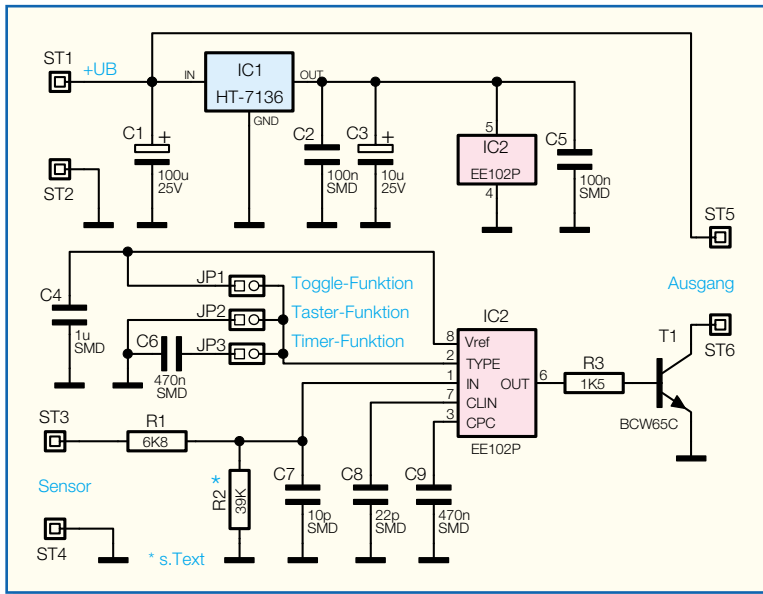 ST1
+UB
IN
IC1
HT-7136
OUT
GND
C1
+
100u
25V
C2
100n
SMD
C3
+
10u
25V
5
IC2
EE102P
4
C5
100n
SMD
ST2
ST5
C4
1u
SMD
JP1
Toggle-Funktion
JP2
Taster-Funktion
C6
JP3
Timer-Funktion
470n
SMD
Ausgang
IC2
8
Vref
2
TYPE
1
IN
OUT
6
7
CLIN
3
CPC
EE102P
R3
1K5
T1
BCW65C
ST6
ST3
R1
6K8
Sensor
*
R2
39K
C7
10p
SMD
C8
22p
SMD
C9
470n
SMD
ST4
* s.Text